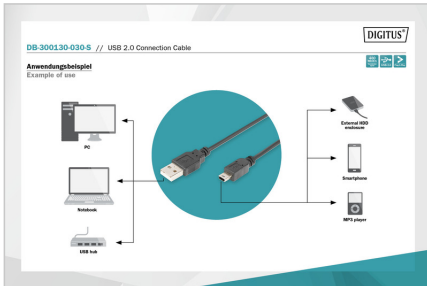 DIGITUS®
DB-300130-030-S // USB 2.0 Connection Cable
Anwendungsbeispiel
Example of use
PC
Notebook
USB hub
External HDD
enclosure
Smartphone
MP3 player